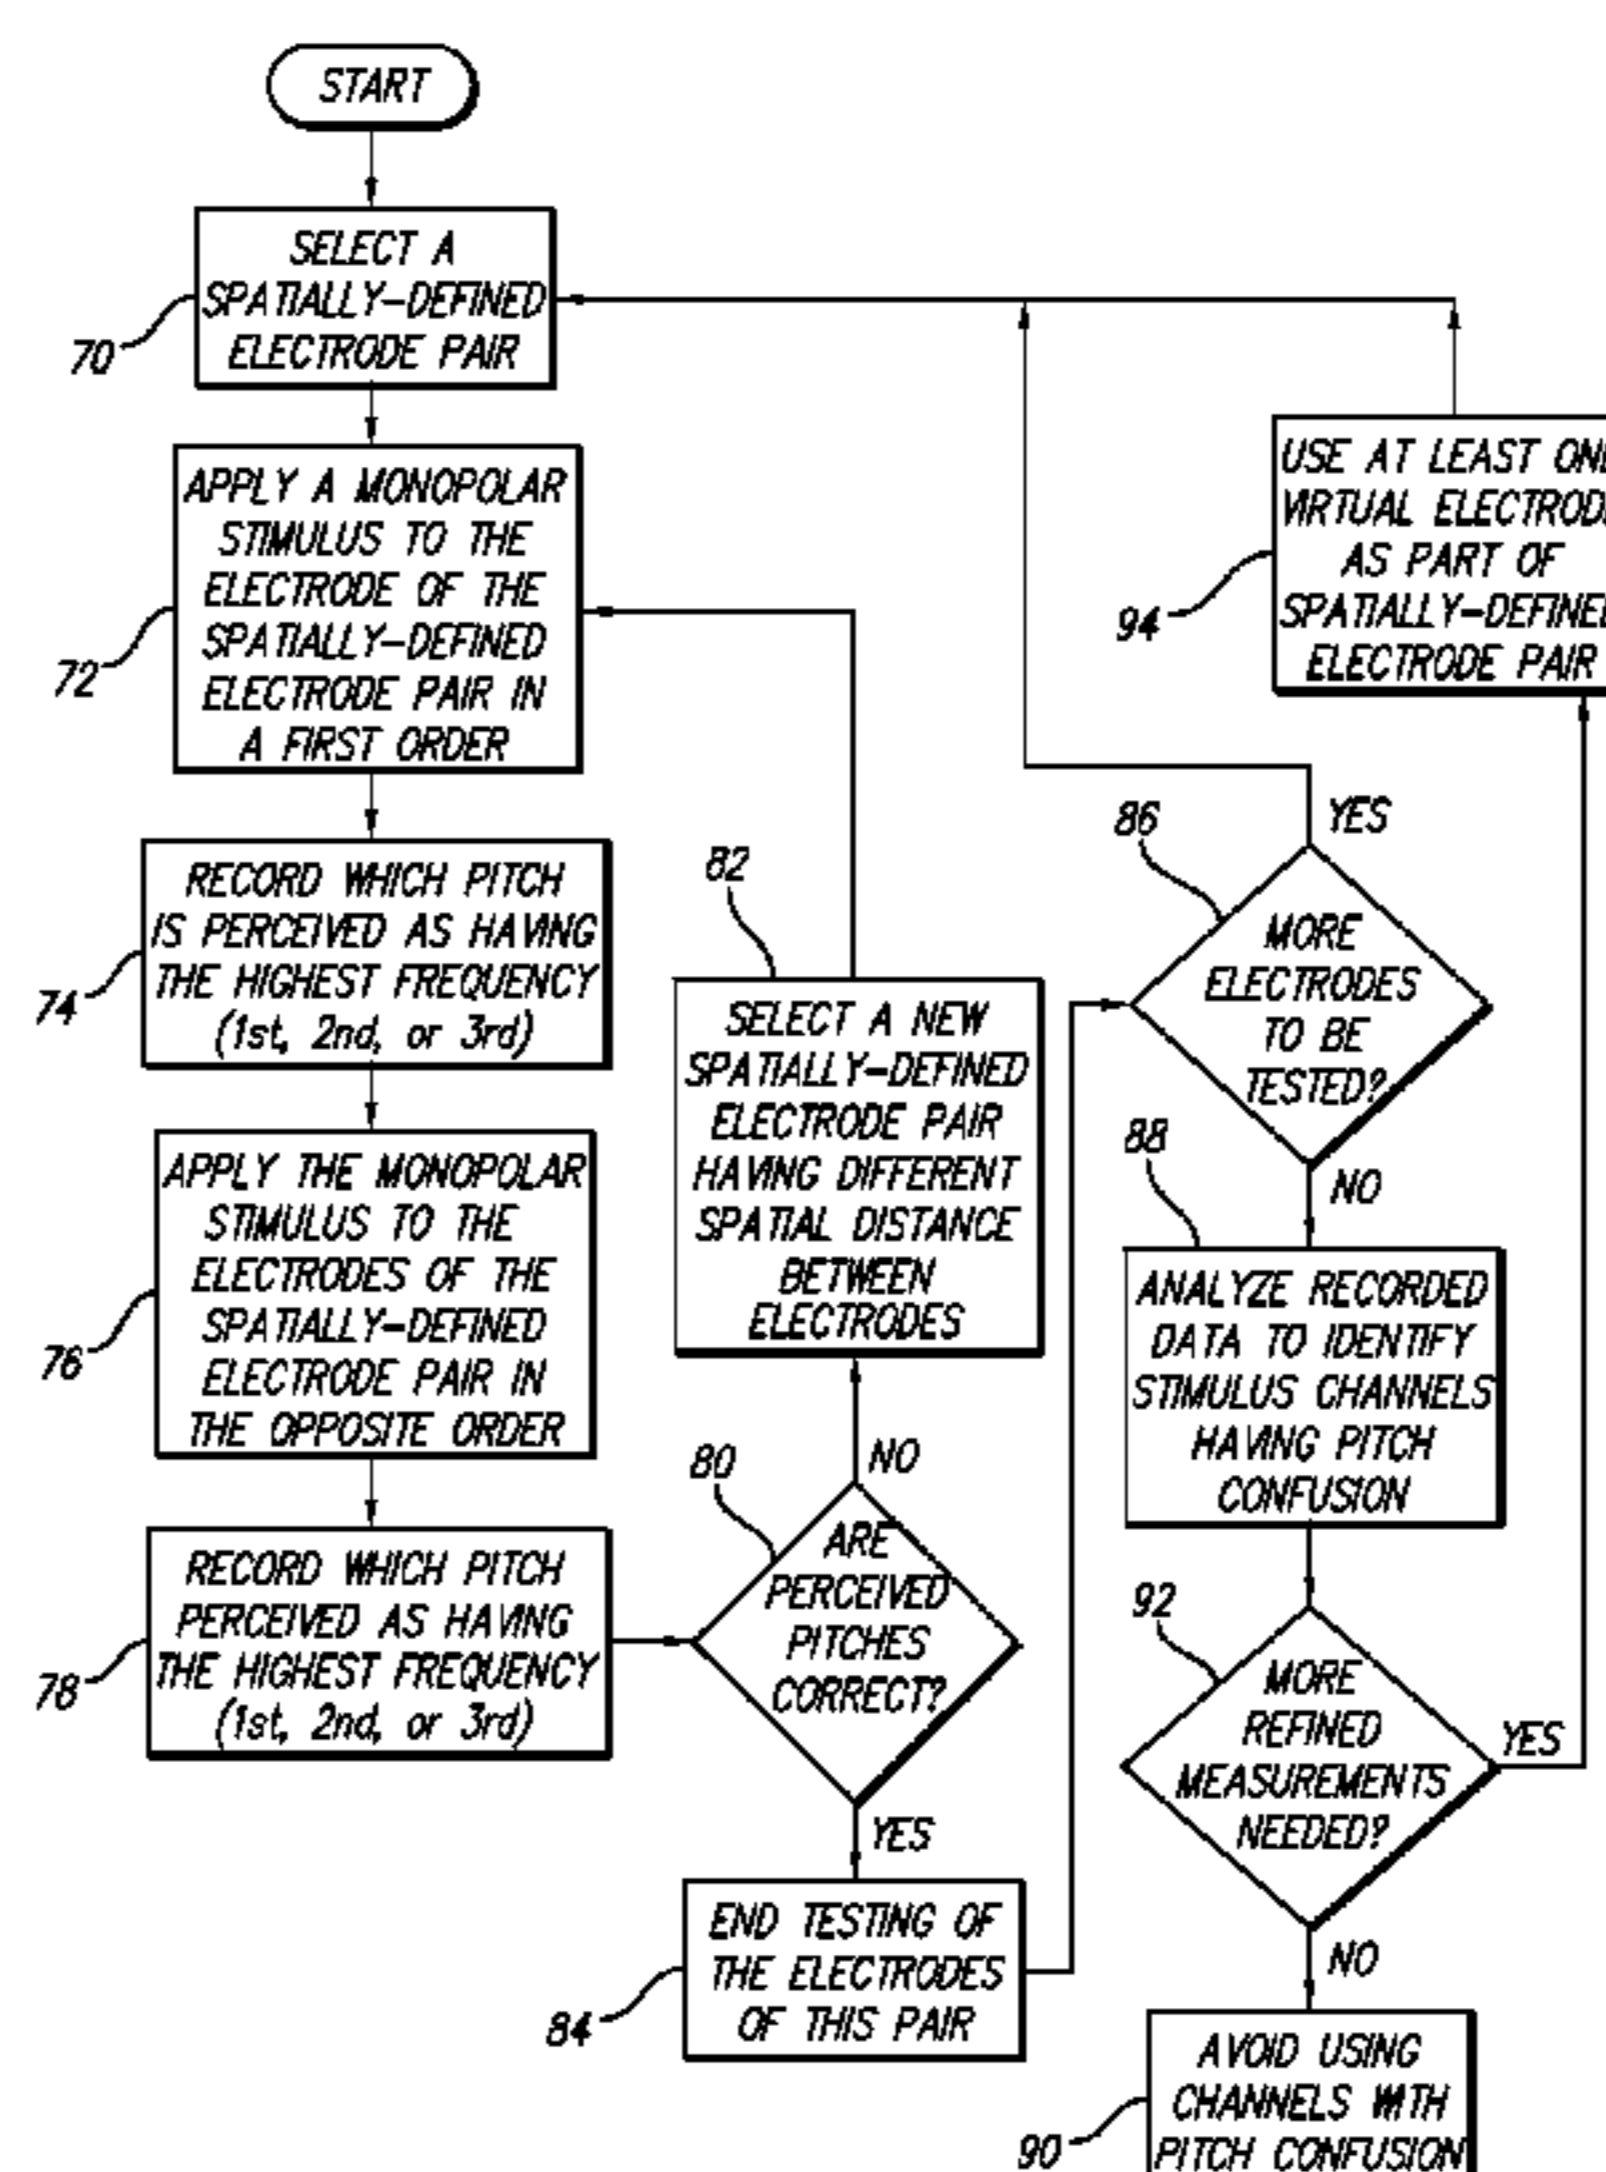 START
SELECT A
SPATIALLY-DEFINED
ELECTRODE PAIR
70
APPLY A MONOPOLAR
STIMULUS TO THE
ELECTRODE OF THE
SPATIALLY-DEFINED
ELECTRODE PAIR IN
A FIRST ORDER
72
RECORD WHICH PITCH
IS PERCEIVED AS HAVING
THE HIGHEST FREQUENCY
(1st, 2nd, or 3rd)
74
APPLY THE MONOPOLAR
STIMULUS TO THE
ELECTRODES OF THE
SPATIALLY-DEFINED
ELECTRODE PAIR IN
THE OPPOSITE ORDER
76
RECORD WHICH PITCH
PERCEIVED AS HAVING
THE HIGHEST FREQUENCY
(1st, 2nd, or 3rd)
78
80
ARE
PERCEIVED
PITCHES
CORRECT?
NO
YES
82
SELECT A NEW
SPATIALLY-DEFINED
ELECTRODE PAIR
HAVING DIFFERENT
SPATIAL DISTANCE
BETWEEN
ELECTRODES
END TESTING OF
THE ELECTRODES
OF THIS PAIR
84
86
YES
MORE
ELECTRODES
TO BE
TESTED?
NO
88
ANALYZE RECORDED
DATA TO IDENTIFY
STIMULUS CHANNELS
HAVING PITCH
CONFUSION
92
MORE
REFINED
MEASUREMENTS
NEEDED?
YES
NO
AVOID USING
CHANNELS WITH
PITCH CONFUSION
90
USE AT LEAST
VIRTUAL
AS PART OF
ELECTRODE PAIR
94